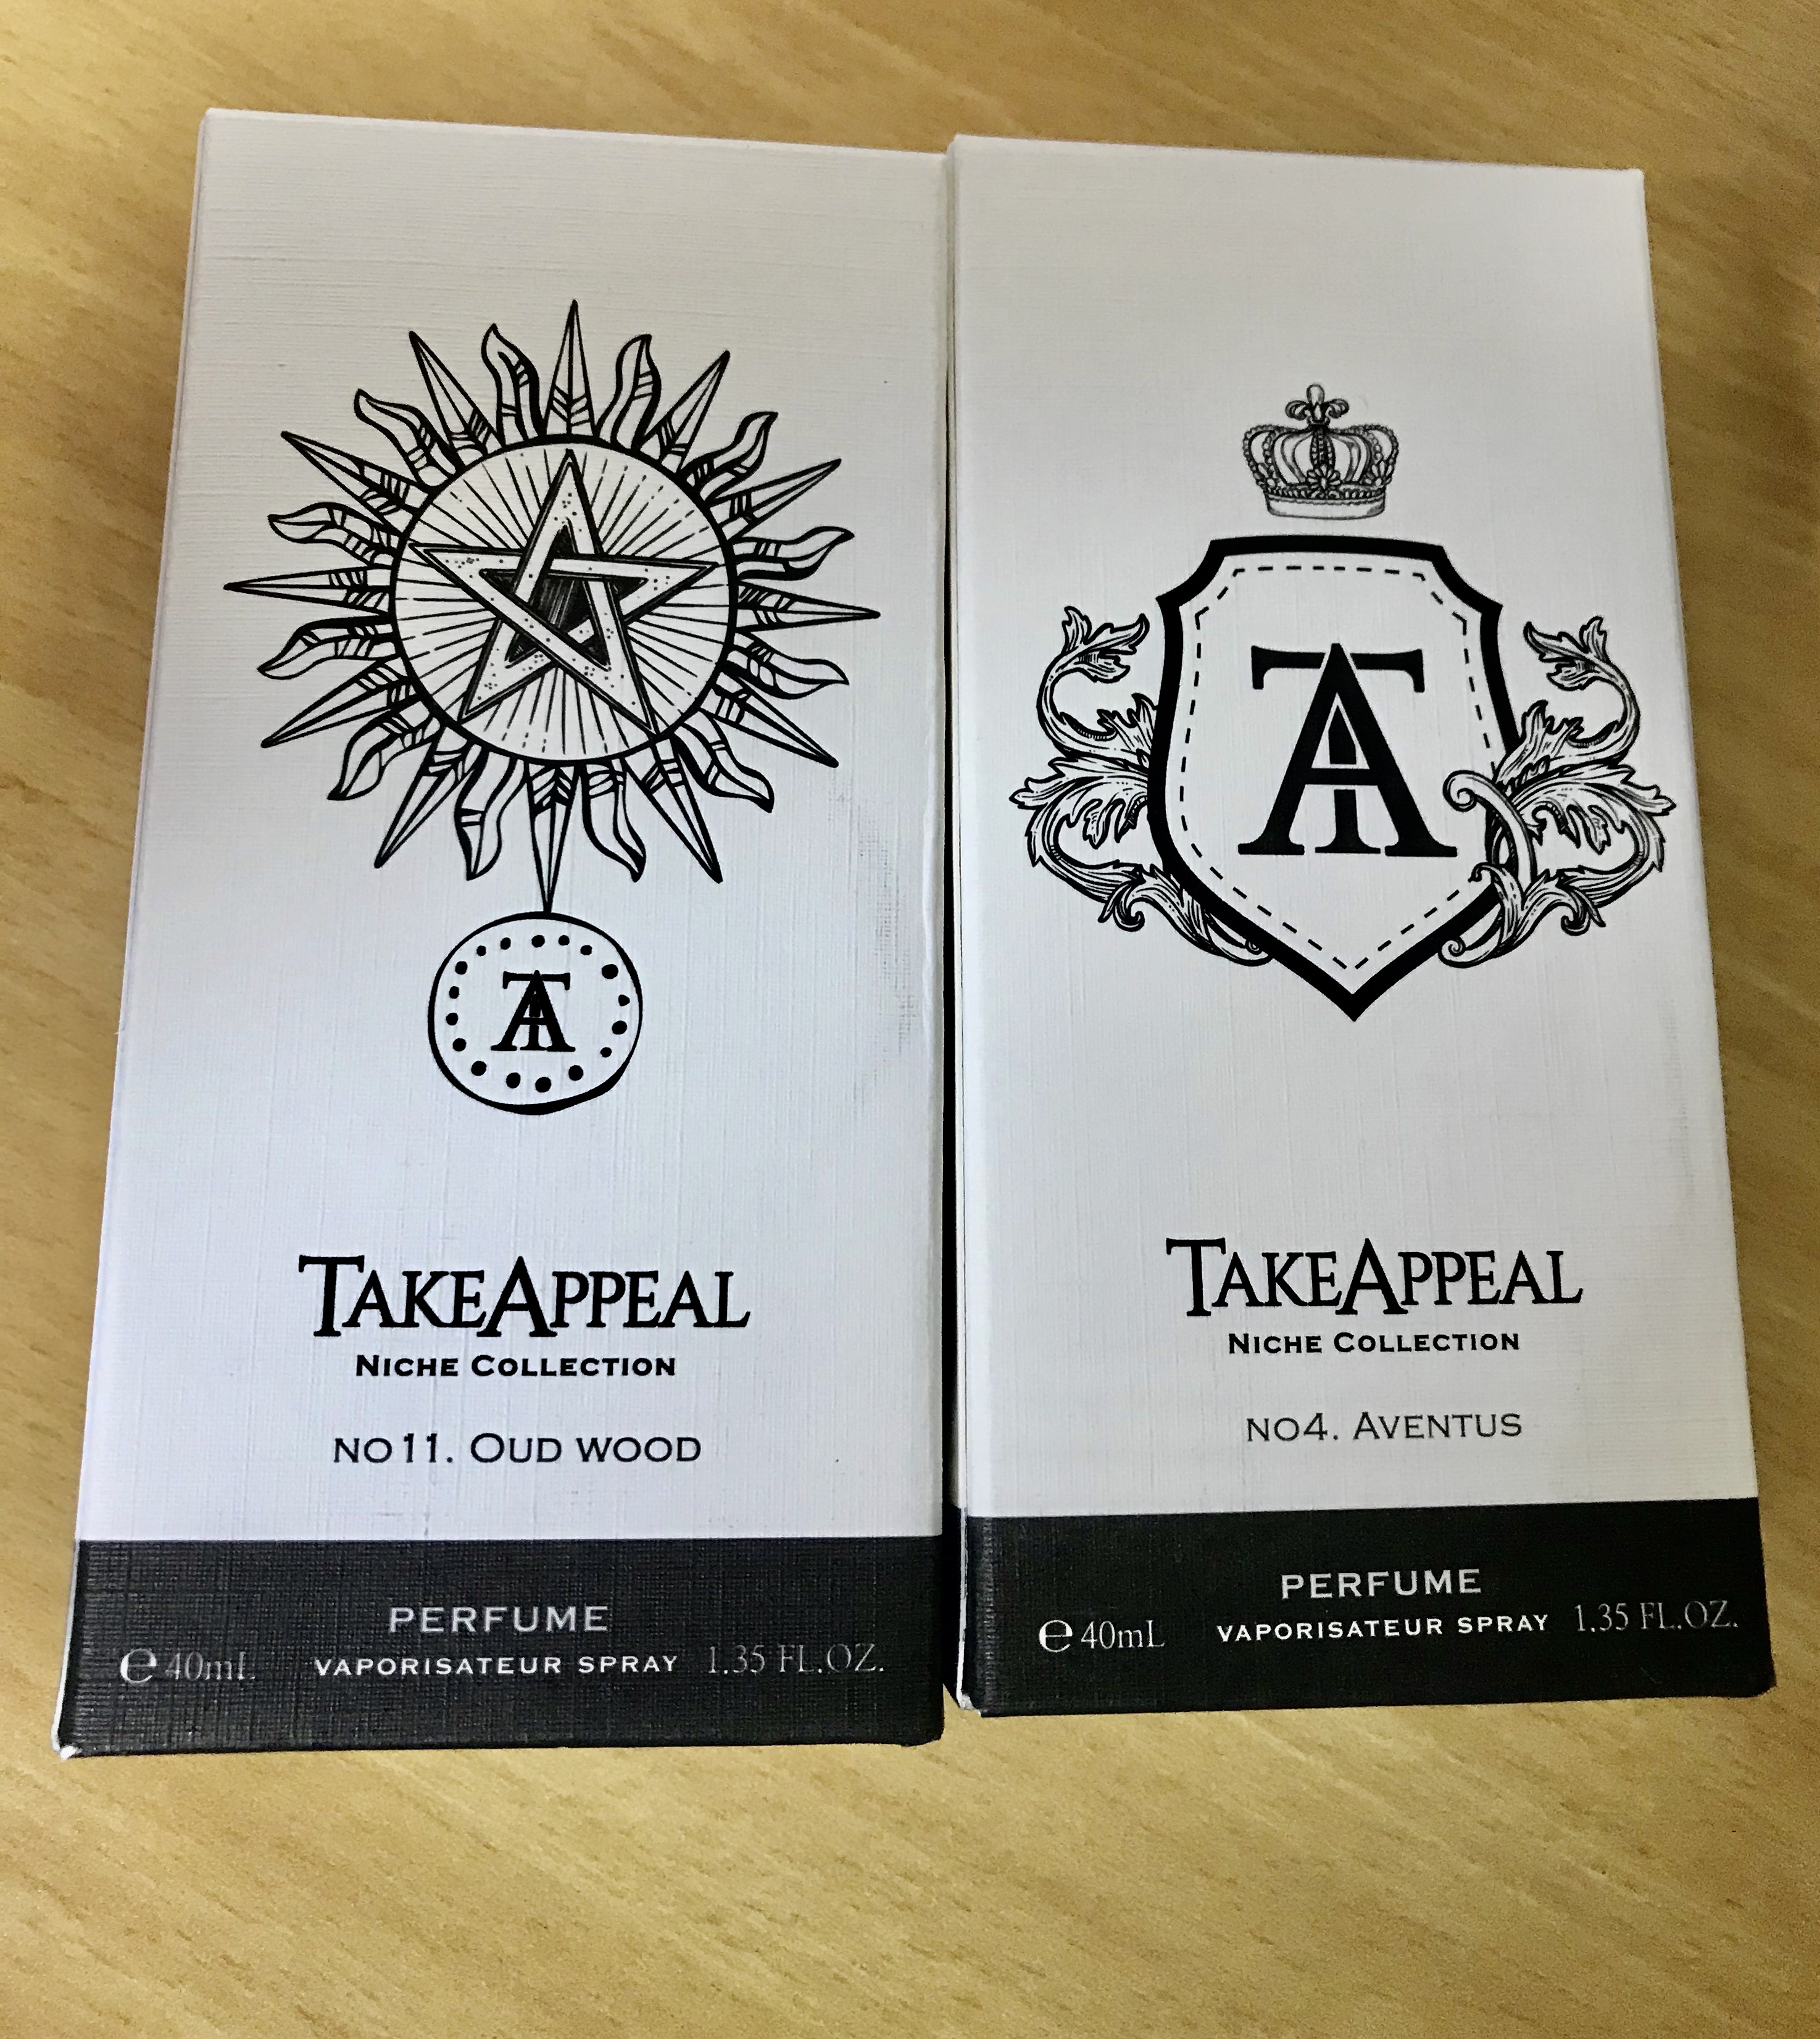 TA
TAKEAPPEAL
NICHE COLLECTION
NO11. OUD WOOD
PERFUME
℮ 40mL VAPORISATEUR SPRAY 1.35 FL.OZ.
TA
TAKEAPPEAL
NICHE COLLECTION
NO4. AVENTUS
PERFUME
℮ 40mL VAPORISATEUR SPRAY 1.35 FL.OZ.